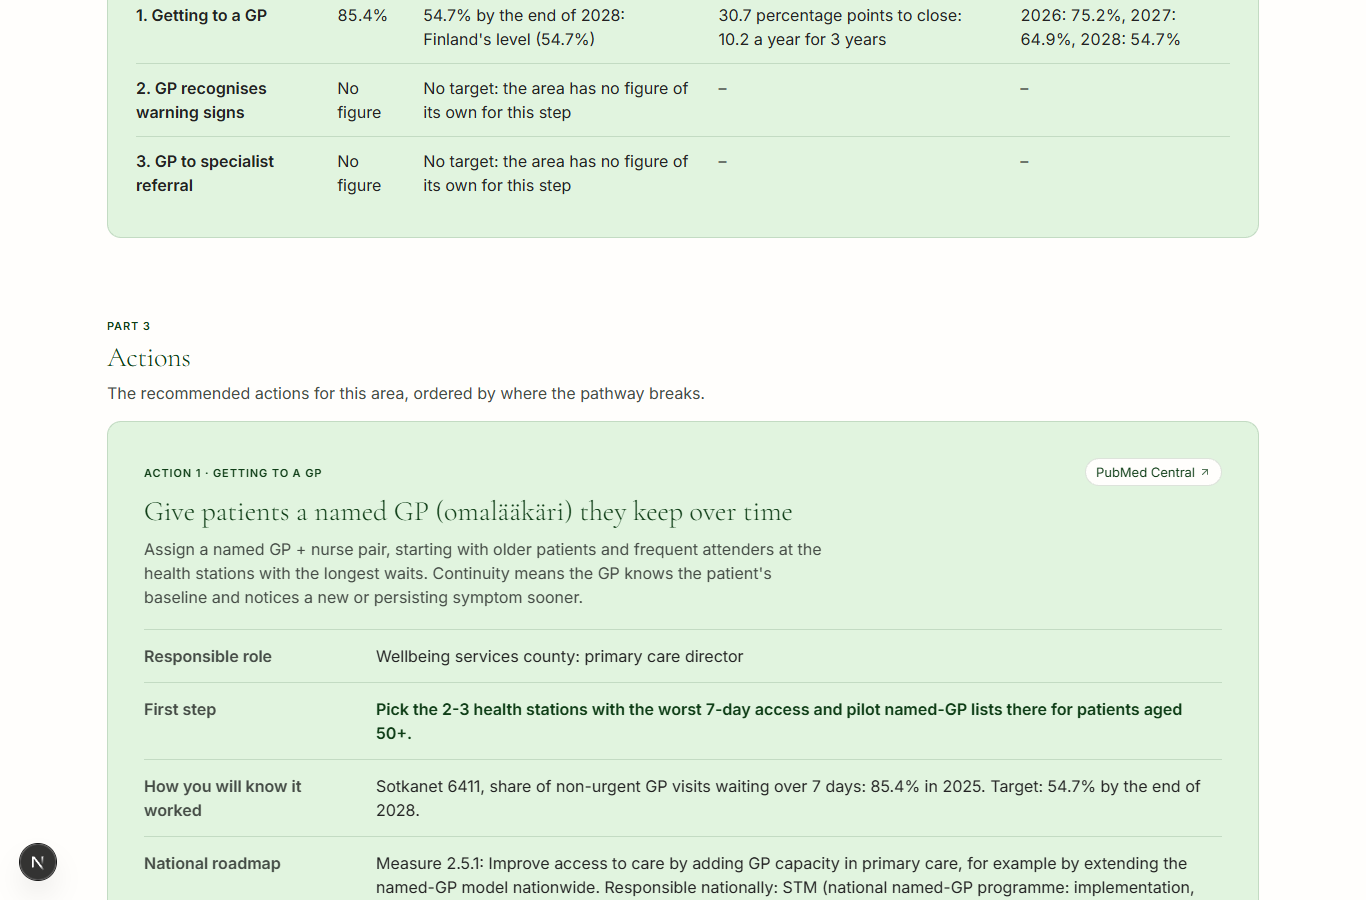 1. Getting to a GP
85.4%
54.7% by the end of 2028:
Finland's level (54.7%)
30.7 percentage points to close:
10.2 a year for 3 years
2026: 75.2%, 2027:
64.9%, 2028: 54.7%
2. GP recognises
warning signs
No
figure
No target: the area has no figure of
its own for this step
–
–
3. GP to specialist
referral
No
figure
No target: the area has no figure of
its own for this step
–
–
PART 3
Actions
The recommended actions for this area, ordered by where the pathway breaks.
ACTION 1 · GETTING TO A GP
PubMed Central ↗
Give patients a named GP (omalääkäri) they keep over time
Assign a named GP + nurse pair, starting with older patients and frequent attenders at the
health stations with the longest waits. Continuity means the GP knows the patient's
baseline and notices a new or persisting symptom sooner.
Responsible role
Wellbeing services county: primary care director
First step
Pick the 2-3 health stations with the worst 7-day access and pilot named-GP lists there for patients aged
50+.
How you will know it
worked
Sotkanet 6411, share of non-urgent GP visits waiting over 7 days: 85.4% in 2025. Target: 54.7% by the end of
2028.
National roadmap
Measure 2.5.1: Improve access to care by adding GP capacity in primary care, for example by extending the
named-GP model nationwide. Responsible nationally: STM (national named-GP programme: implementation,
N